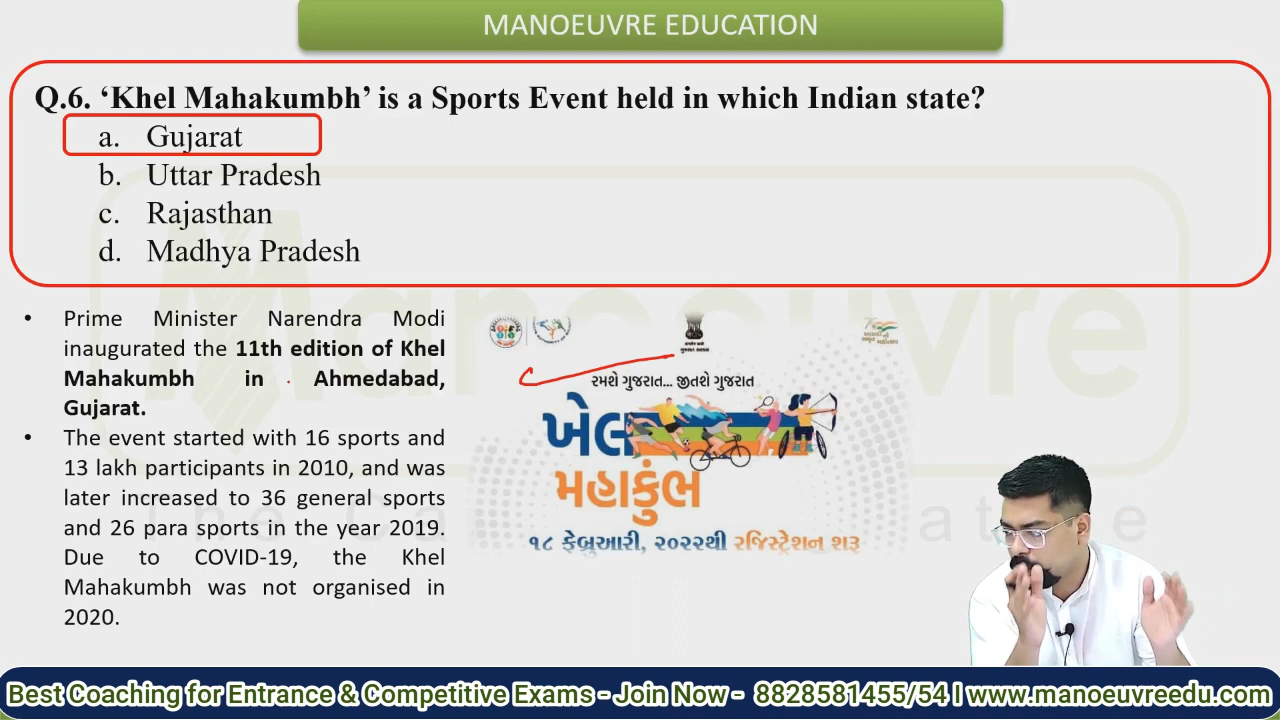 MANOEUVRE EDUCATION
Q.6. ‘Khel Mahakumbh’ is a Sports Event held in which Indian state?
a. Gujarat
b. Uttar Pradesh
c. Rajasthan
d. Madhya Pradesh
• Prime Minister Narendra Modi
inaugurated the 11th edition of Khel
Mahakumbh in Ahmedabad,
Gujarat.
• The event started with 16 sports and
13 lakh participants in 2010, and was
later increased to 36 general sports
and 26 para sports in the year 2019.
Due to COVID-19, the Khel
Mahakumbh was not organised in
2020.
રમશે ગુજરાત... જીતશે ગુજરાત
ખેલ
મહાકુંભ
૧૮ ફેબ્રુઆરી, ૨૦૨૨થી રજિસ્ટ્રેશન શરૂ
Manoeuvre
Best Coaching for Entrance & Competitive Exams - Join Now - 8828581455/54 I www.manoeuvreedu.com